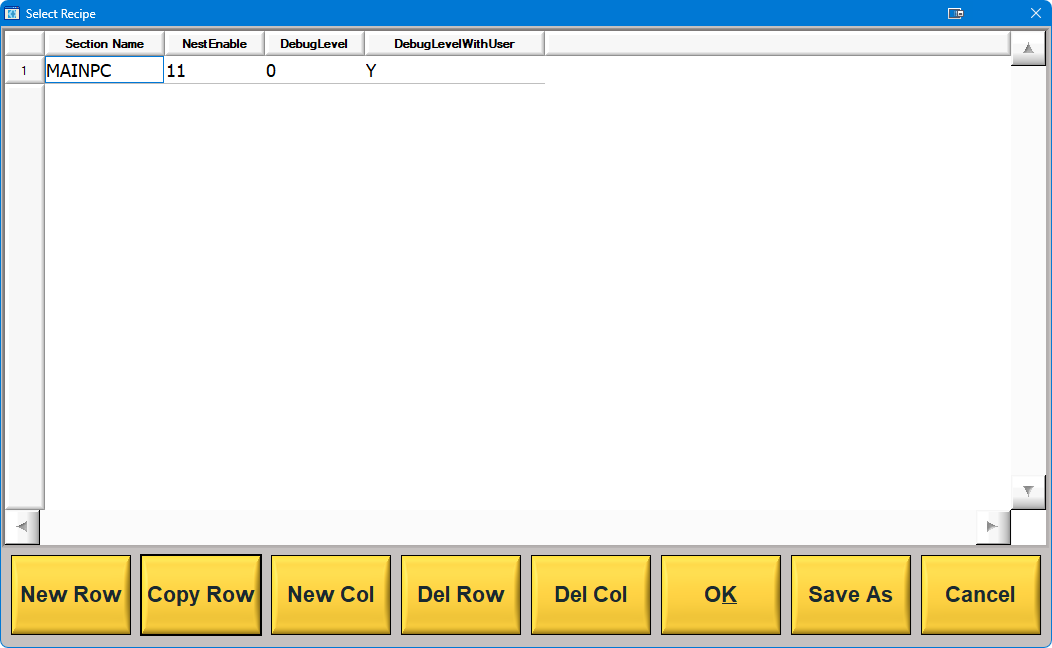 Select Recipe
Section Name NestEnable DebugLevel DebugLevelWithUser
1 MAINPC 11 0 Y
New Row Copy Row New Col Del Row Del Col OK Save As Cancel